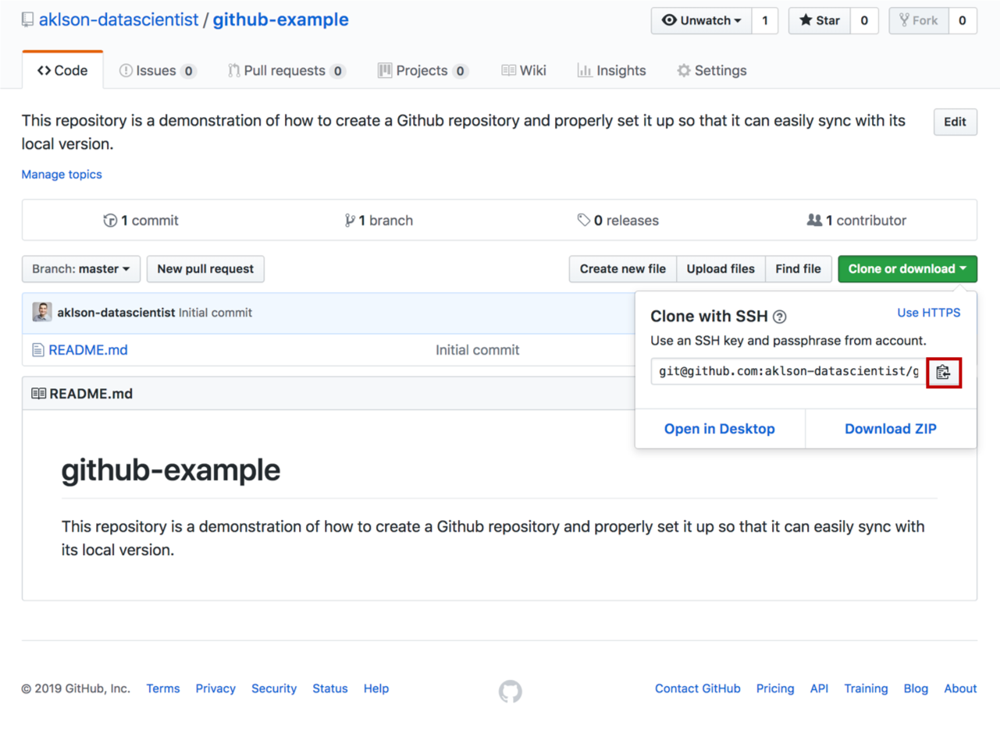 aklson-datascientist / github-example
Unwatch 1 Star 0 Fork 0
Code Issues 0 Pull requests 0 Projects 0 Wiki Insights Settings
This repository is a demonstration of how to create a Github repository and properly set it up so that it can easily sync with its
local version.
Edit
Manage topics
1 commit 1 branch 0 releases 1 contributor
Branch: master New pull request Create new file Upload files Find file Clone or download
aklson-datascientist Initial commit
README.md Initial commit
Clone with SSH Use HTTPS
Use an SSH key and passphrase from account.
git@github.com:aklson-datascientist/g
Open in Desktop Download ZIP
README.md
github-example
This repository is a demonstration of how to create a Github repository and properly set it up so that it can easily sync with
its local version.
© 2019 GitHub, Inc. Terms Privacy Security Status Help Contact GitHub Pricing API Training Blog About